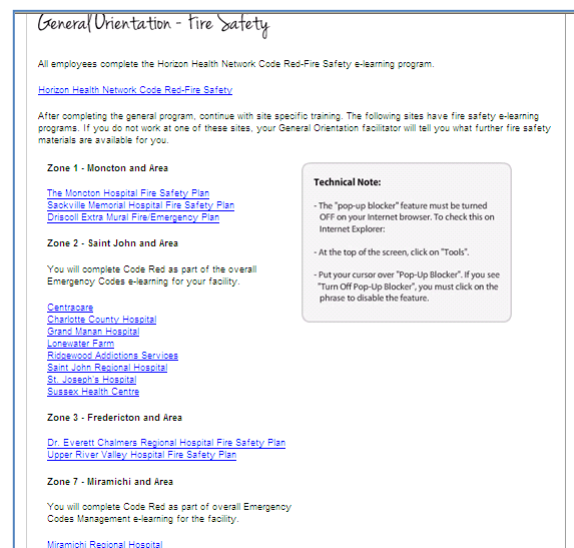 General Orientation - Fire Safety
All employees complete the Horizon Health Network Code Red-Fire Safety e-learning program.
Horizon Health Network Code Red-Fire Safety
After completing the general program, continue with site specific training. The following sites have fire safety e-learning
programs. If you do not work at one of these sites, your General Orientation facilitator will tell you what further fire safety
materials are available for you.
Zone 1 - Moncton and Area
The Moncton Hospital Fire Safety Plan
Sackville Memorial Hospital Fire Safety Plan
Driscoll Extra Mural Fire/Emergency Plan
Zone 2 - Saint John and Area
You will complete Code Red as part of the overall
Emergency Codes e-learning for your facility.
Centracare
Charlotte County Hospital
Grand Manan Hospital
Lonewater Farm
Ridgewood Addictions Services
Saint John Regional Hospital
St. Joseph's Hospital
Sussex Health Centre
Zone 3 - Fredericton and Area
Dr. Everett Chalmers Regional Hospital Fire Safety Plan
Upper River Valley Hospital Fire Safety Plan
Zone 7 - Miramichi and Area
You will complete Code Red as part of overall Emergency
Codes Management e-learning for the facility.
Miramichi Regional Hospital
Technical Note:
- The "pop-up blocker" feature must be turned
OFF on your Internet browser. To check this on
Internet Explorer:
- At the top of the screen, click on "Tools".
- Put your cursor over "Pop-Up Blocker". If you see
"Turn Off Pop-Up Blocker", you must click on the
phrase to disable the feature.